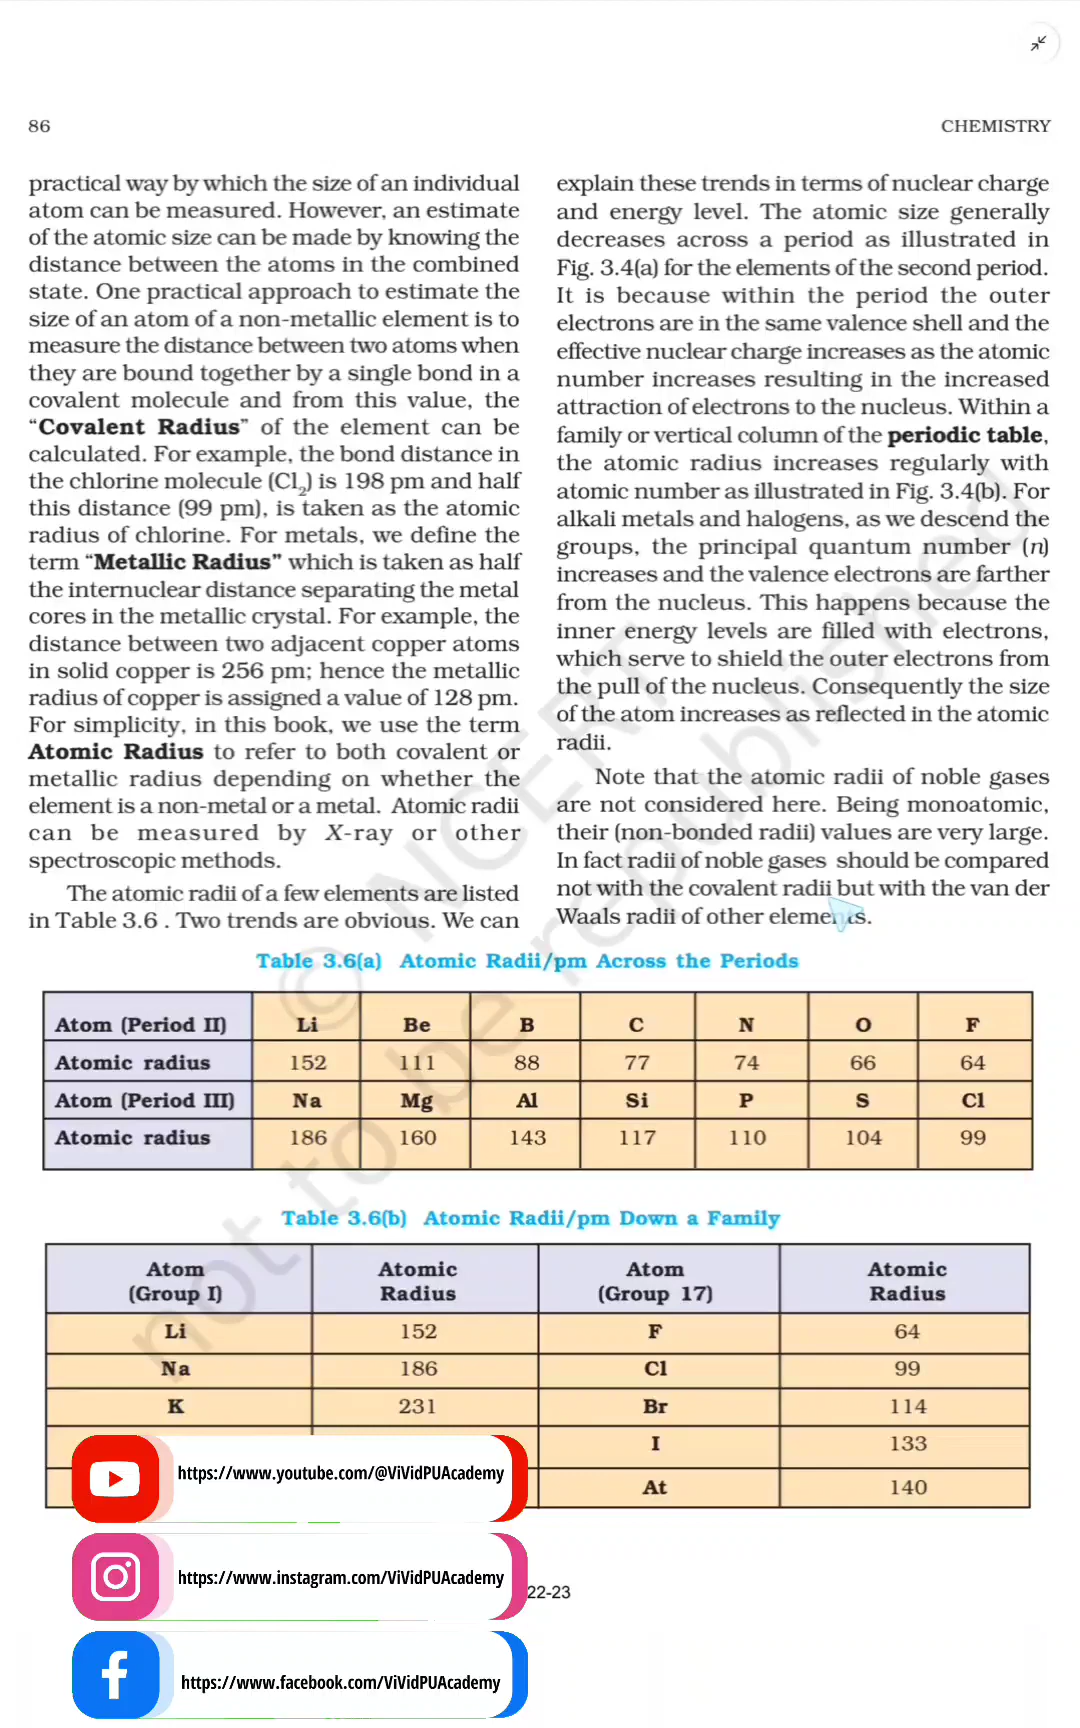 86
CHEMISTRY
practical way by which the size of an individual
atom can be measured. However, an estimate
of the atomic size can be made by knowing the
distance between the atoms in the combined
state. One practical approach to estimate the
size of an atom of a non-metallic element is to
measure the distance between two atoms when
they are bound together by a single bond in a
covalent molecule and from this value, the
“Covalent Radius” of the element can be
calculated. For example, the bond distance in
the chlorine molecule (Cl₂) is 198 pm and half
this distance (99 pm), is taken as the atomic
radius of chlorine. For metals, we define the
term “Metallic Radius” which is taken as half
the internuclear distance separating the metal
cores in the metallic crystal. For example, the
distance between two adjacent copper atoms
in solid copper is 256 pm; hence the metallic
radius of copper is assigned a value of 128 pm.
For simplicity, in this book, we use the term
Atomic Radius to refer to both covalent or
metallic radius depending on whether the
element is a non-metal or a metal. Atomic radii
can be measured by X-ray or other
spectroscopic methods.
The atomic radii of a few elements are listed
in Table 3.6 . Two trends are obvious. We can
explain these trends in terms of nuclear charge
and energy level. The atomic size generally
decreases across a period as illustrated in
Fig. 3.4(a) for the elements of the second period.
It is because within the period the outer
electrons are in the same valence shell and the
effective nuclear charge increases as the atomic
number increases resulting in the increased
attraction of electrons to the nucleus. Within a
family or vertical column of the periodic table,
the atomic radius increases regularly with
atomic number as illustrated in Fig. 3.4(b). For
alkali metals and halogens, as we descend the
groups, the principal quantum number (n)
increases and the valence electrons are farther
from the nucleus. This happens because the
inner energy levels are filled with electrons,
which serve to shield the outer electrons from
the pull of the nucleus. Consequently the size
of the atom increases as reflected in the atomic
radii.
Note that the atomic radii of noble gases
are not considered here. Being monoatomic,
their (non-bonded radii) values are very large.
In fact radii of noble gases should be compared
not with the covalent radii but with the van der
Waals radii of other elements.
© NCERT
not to be republished
Table 3.6(a) Atomic Radii/pm Across the Periods
Atom (Period II) Li Be B C N O F
Atomic radius 152 111 88 77 74 66 64
Atom (Period III) Na Mg Al Si P S Cl
Atomic radius 186 160 143 117 110 104 99
Table 3.6(b) Atomic Radii/pm Down a Family
Atom Atomic Atom Atomic
(Group I) Radius (Group 17) Radius
Li 152 F 64
Na 186 Cl 99
K 231 Br 114
I 133
At 140
https://www.youtube.com/@ViVidPUAcademy
https://www.instagram.com/ViVidPUAcademy
22-23
https://www.facebook.com/ViVidPUAcademy